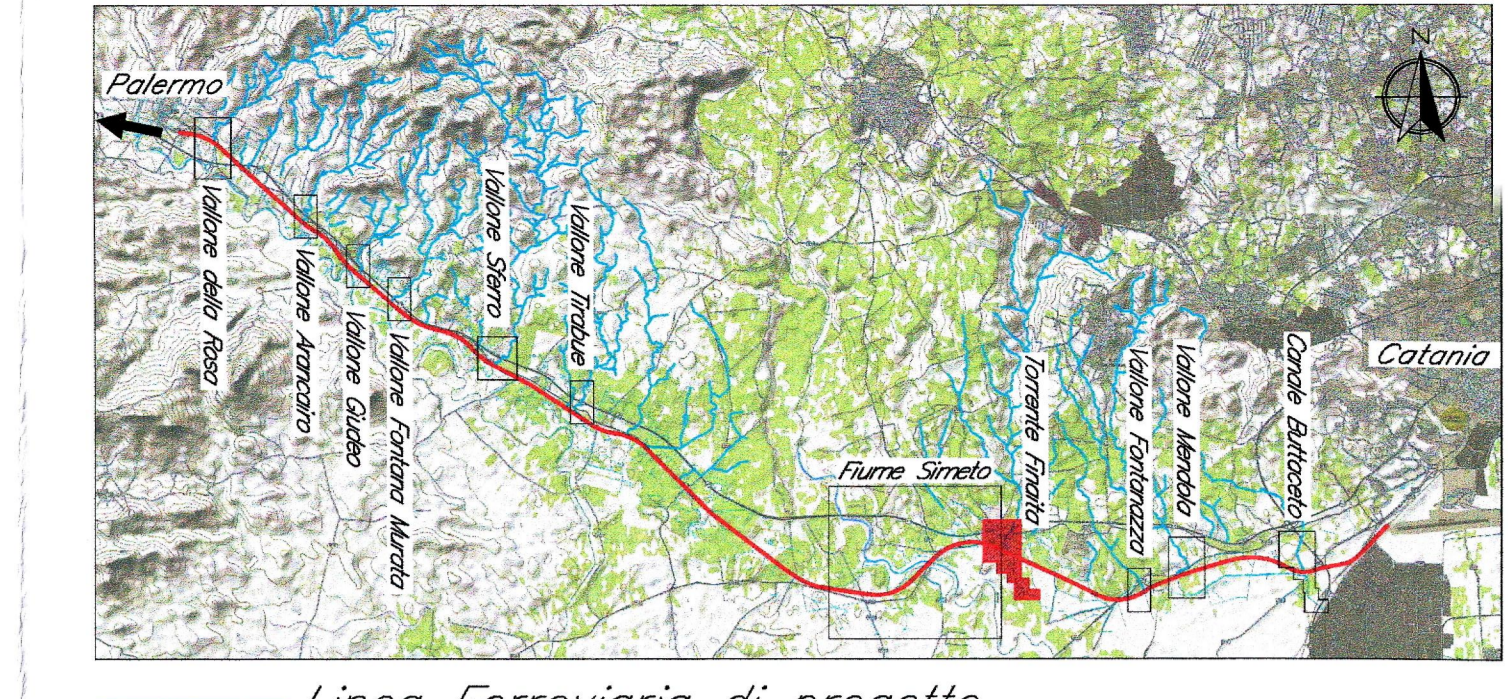 N
Palermo
Vallone della Rosa
Vallone Arancairo
Vallone Giudeo
Vallone Fontana Murata
Vallone Sferro
Vallone Tirabue
Fiume Simeto
Torrente Finaita
Vallone Fontanazza
Vallone Mendola
Canale Buttaceto
Catania
Linea Ferroviaria di progetto